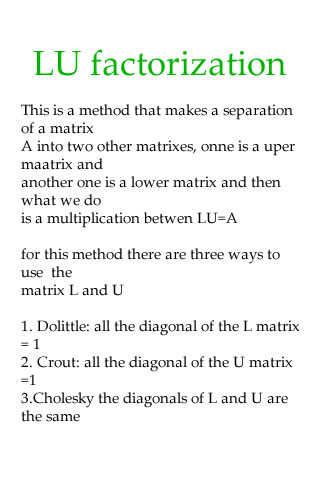 LU factorization
This is a method that makes a separation
of a matrix
A into two other matrixes, onne is a uper
maatrix and
another one is a lower matrix and then
what we do
is a multiplication betwen LU=A
for this method there are three ways to
use  the
matrix L and U
1. Dolittle: all the diagonal of the L matrix
= 1
2. Crout: all the diagonal of the U matrix
=1
3.Cholesky the diagonals of L and U are
the same